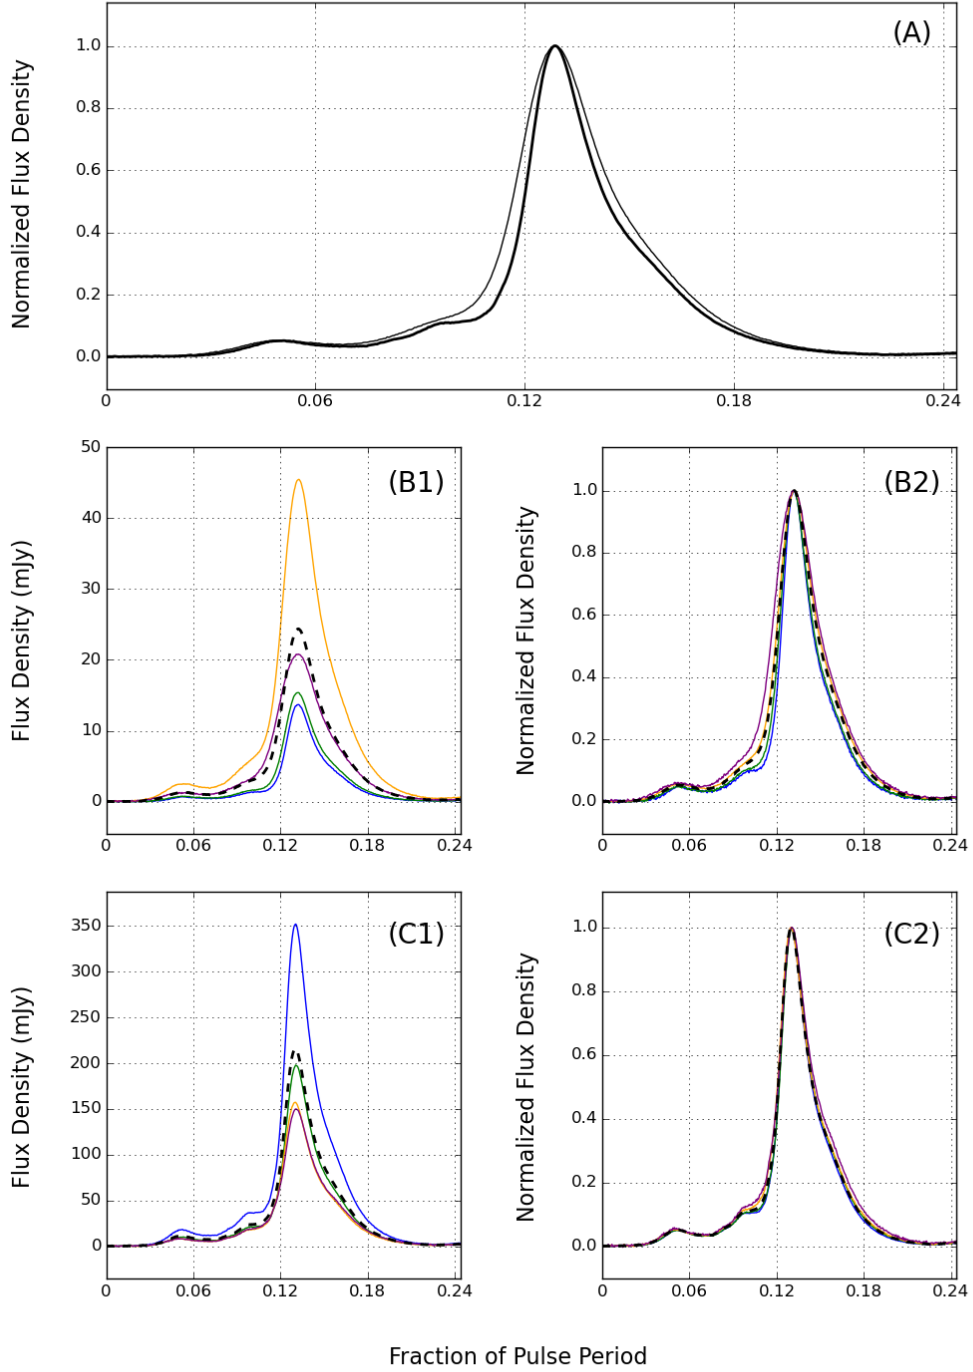 (A)
Normalized Flux Density
1.0
0.8
0.6
0.4
0.2
0.0
0 0.06 0.12 0.18 0.24
(B1)
Flux Density (mJy)
50
40
30
20
10
0
0 0.06 0.12 0.18 0.24
(B2)
Normalized Flux Density
1.0
0.8
0.6
0.4
0.2
0.0
0 0.06 0.12 0.18 0.24
(C1)
Flux Density (mJy)
350
300
250
200
150
100
50
0
0 0.06 0.12 0.18 0.24
(C2)
Normalized Flux Density
1.0
0.8
0.6
0.4
0.2
0.0
0 0.06 0.12 0.18 0.24
Fraction of Pulse Period